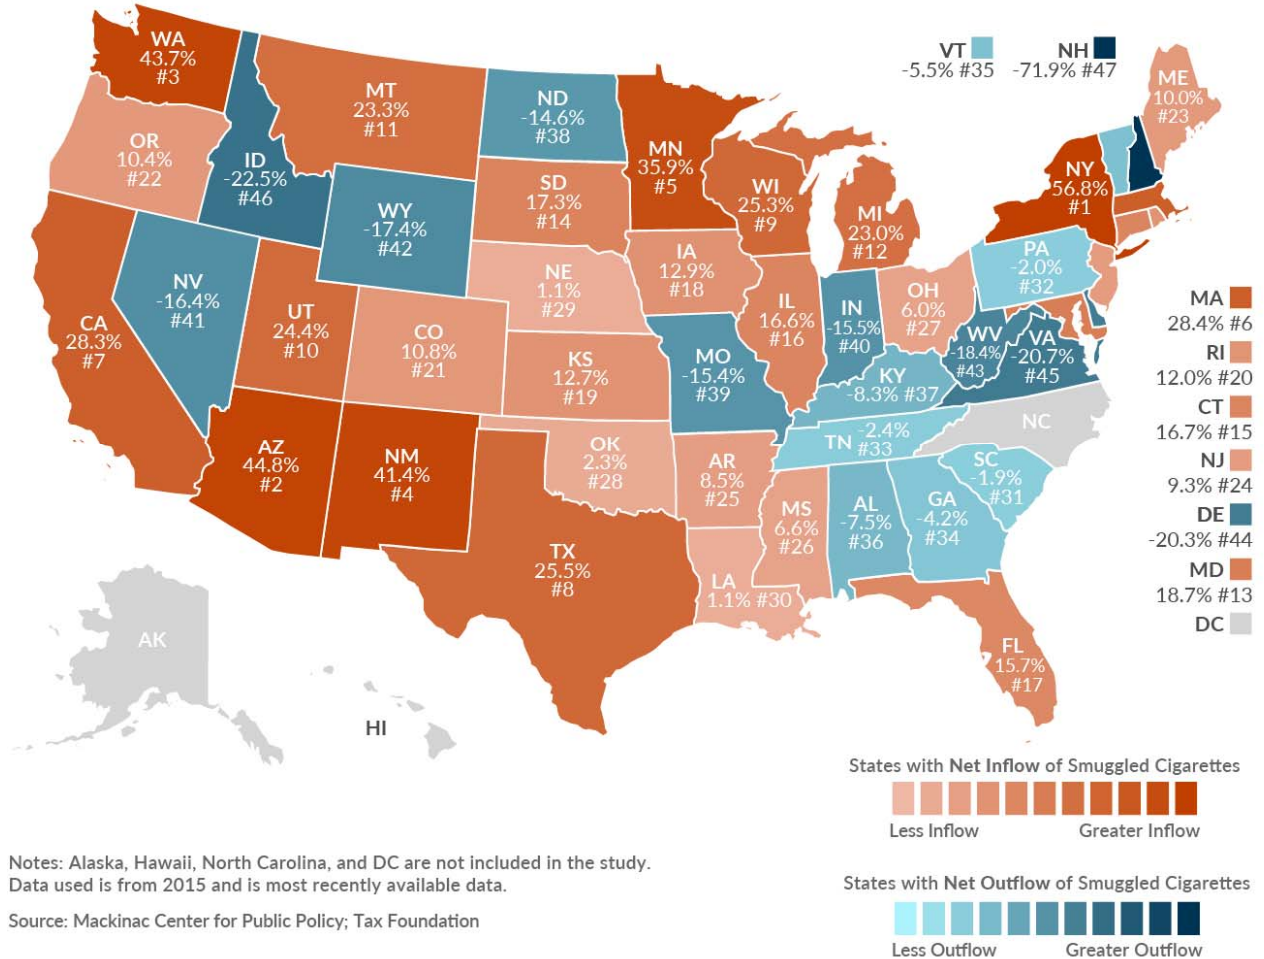 WA
43.7%
#3
MT
23.3%
#11
ND
-14.6%
#38
MN
35.9%
#5
VT
-5.5% #35
NH
-71.9% #47
ME
10.0%
#23
OR
10.4%
#22
ID
-22.5%
#46
WY
-17.4%
#42
SD
17.3%
#14
WI
25.3%
#9
MI
23.0%
#12
NY
56.8%
#1
NV
-16.4%
#41
UT
24.4%
#10
CO
10.8%
#21
NE
1.1%
#29
IA
12.9%
#18
IL
16.6%
#16
IN
-15.5%
#40
OH
6.0%
#27
PA
-2.0%
#32
CA
28.3%
#7
KS
12.7%
#19
MO
-15.4%
#39
KY
-8.3% #37
WV
-18.4%
#43
VA
-20.7%
#45
MA
28.4% #6
RI
12.0% #20
CT
16.7% #15
NJ
9.3% #24
DE
-20.3% #44
MD
18.7% #13
DC
AZ
44.8%
#2
NM
41.4%
#4
OK
2.3%
#28
AR
8.5%
#25
TN
-2.4%
#33
NC
SC
-1.9%
#31
MS
6.6%
#26
AL
-7.5%
#36
GA
-4.2%
#34
TX
25.5%
#8
LA
1.1% #30
FL
15.7%
#17
AK
HI
States with Net Inflow of Smuggled Cigarettes
Less Inflow Greater Inflow
States with Net Outflow of Smuggled Cigarettes
Less Outflow Greater Outflow
Notes: Alaska, Hawaii, North Carolina, and DC are not included in the study.
Data used is from 2015 and is most recently available data.
Source: Mackinac Center for Public Policy; Tax Foundation